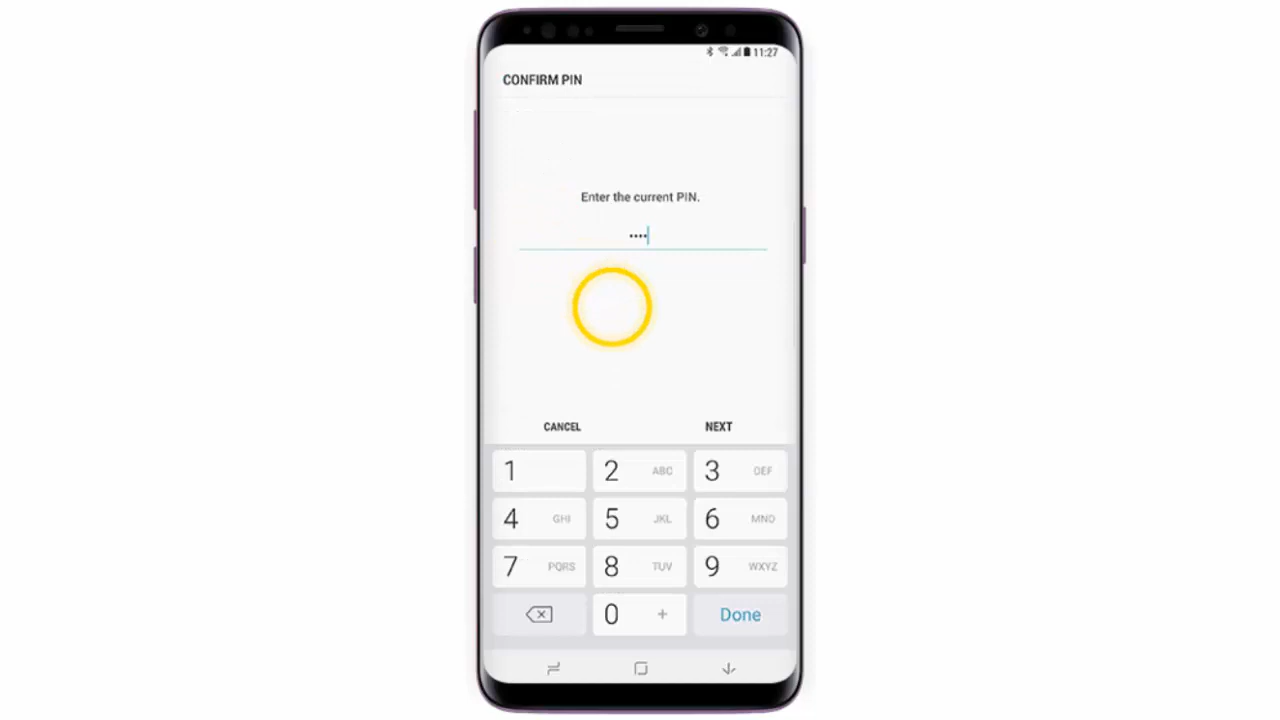 11:27
CONFIRM PIN
Enter the current PIN.
••••
CANCEL NEXT
1 2 ABC 3 DEF
4 GHI 5 JKL 6 MNO
7 PQRS 8 TUV 9 WXYZ
0 + Done